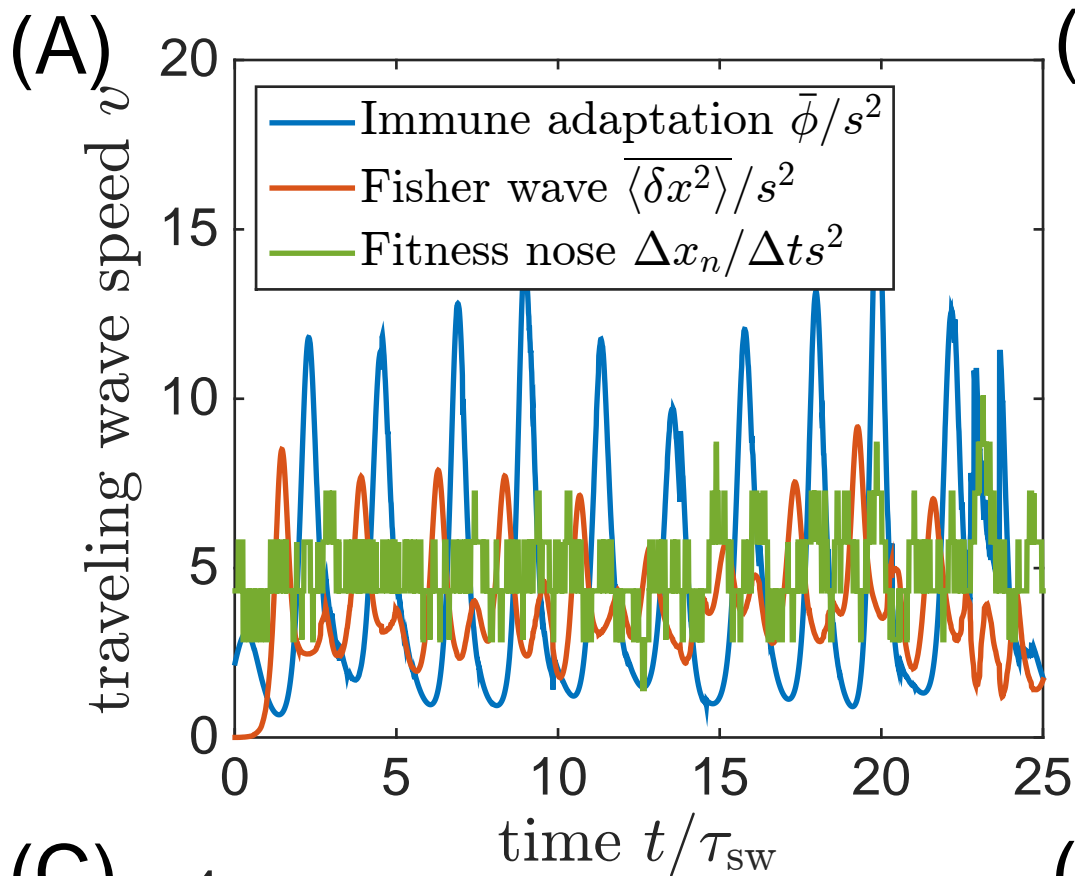 (A)
20
15
10
5
0
traveling wave speed v
Immune adaptation ϕ̄/s²
Fisher wave \overline{⟨δx²⟩}/s²
Fitness nose Δxₙ/Δts²
0 5 10 15 20 25
time t/τ_sw
(C)